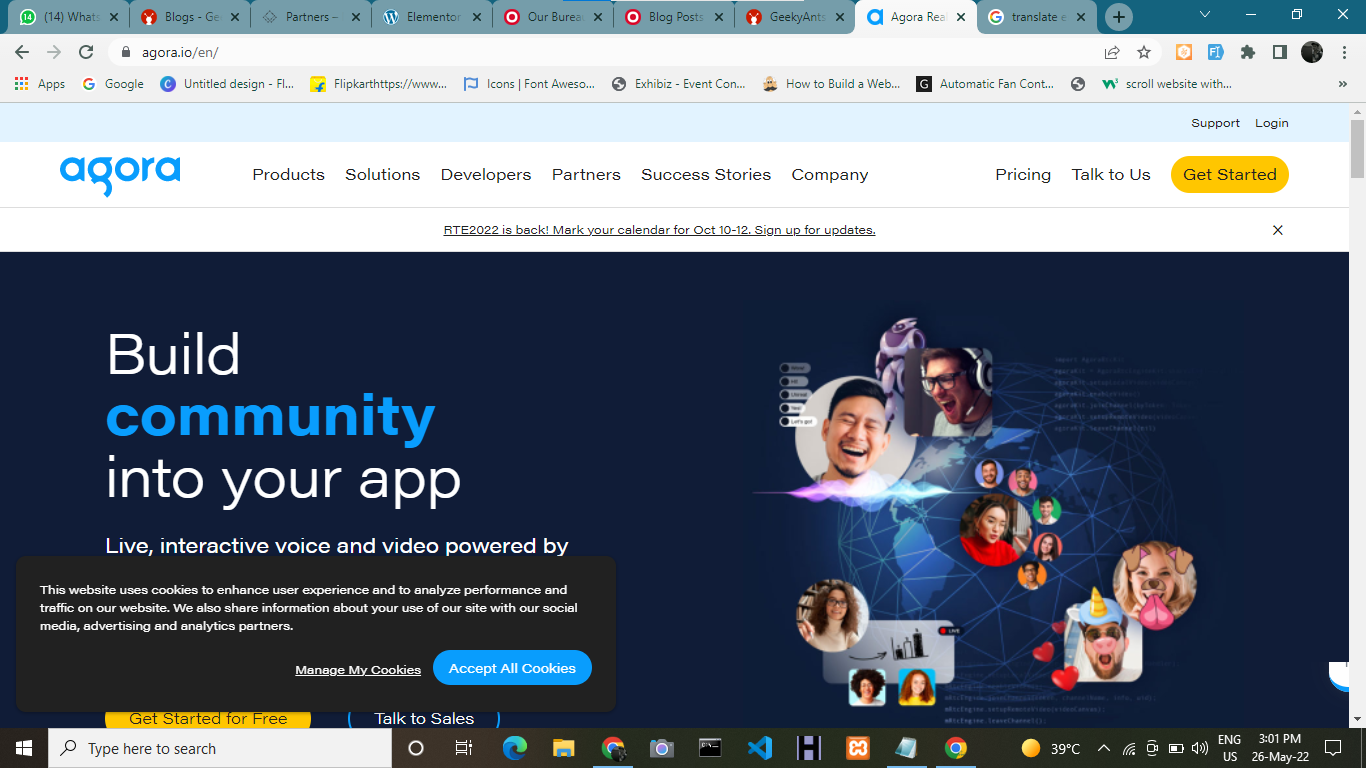 (14) Whats
Blogs - Ge
Partners –
Elementor
Our Burea
Blog Posts
GeekyAnts
Agora Rea
translate e
agora.io/en/
Apps
Google
Untitled design - Fl...
Flipkarthttps://www...
Icons | Font Aweso...
Exhibiz - Event Con...
How to Build a Web...
Automatic Fan Cont...
scroll website with...
Support Login
agora
Products Solutions Developers Partners Success Stories Company Pricing Talk to Us Get Started
RTE2022 is back! Mark your calendar for Oct 10-12. Sign up for updates.
Build
community
into your app
Live, interactive voice and video powered by
LIVE
Let's go!
This website uses cookies to enhance user experience and to analyze performance and
traffic on our website. We also share information about your use of our site with our social
media, advertising and analytics partners.
Manage My Cookies Accept All Cookies
Get Started for Free Talk to Sales
Type here to search
39°C
ENG
US
3:01 PM
26-May-22